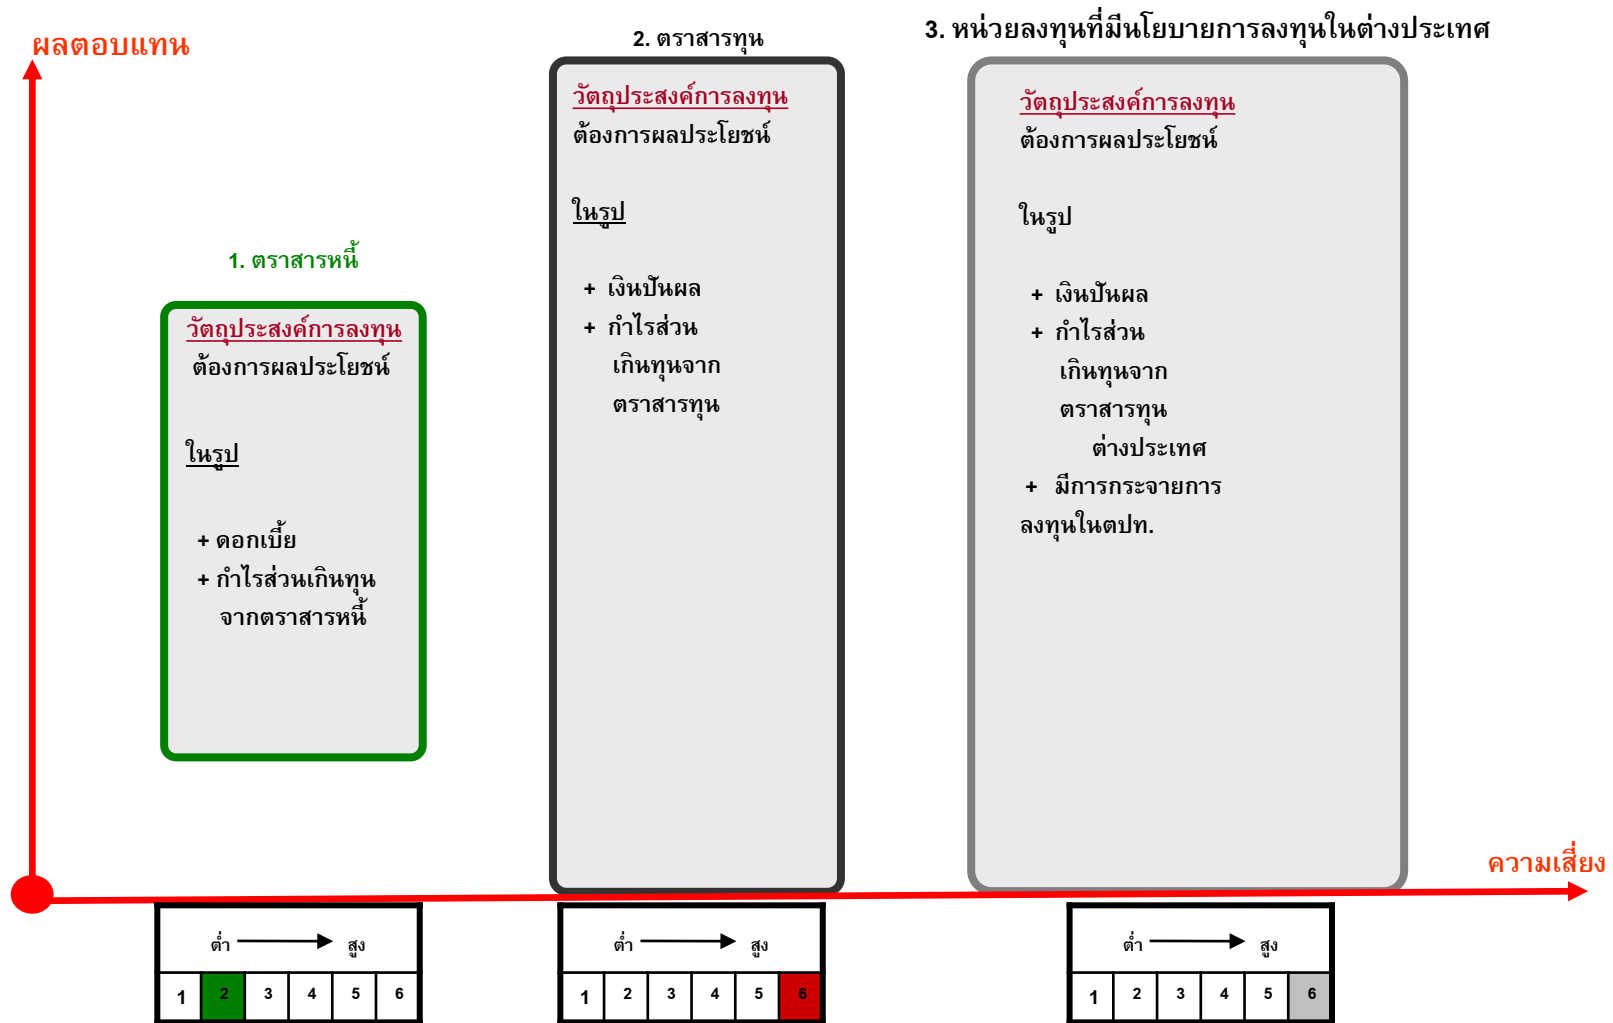 ผลตอบแทน
1. ตราสารหนี้
วัตถุประสงค์การลงทุน
ต้องการผลประโยชน์
ในรูป
+ ดอกเบี้ย
+ กำไรส่วนเกินทุน
จากตราสารหนี้
2. ตราสารทุน
วัตถุประสงค์การลงทุน
ต้องการผลประโยชน์
ในรูป
+ เงินปันผล
+ กำไรส่วน
เกินทุนจาก
ตราสารทุน
3. หน่วยลงทุนที่มีนโยบายการลงทุนในต่างประเทศ
วัตถุประสงค์การลงทุน
ต้องการผลประโยชน์
ในรูป
+ เงินปันผล
+ กำไรส่วน
เกินทุนจาก
ตราสารทุน
ต่างประเทศ
+ มีการกระจายการ
ลงทุนในตปท.
ความเสี่ยง
ต่ำ สูง
1 2 3 4 5 6
ต่ำ สูง
1 2 3 4 5 6
ต่ำ สูง
1 2 3 4 5 6